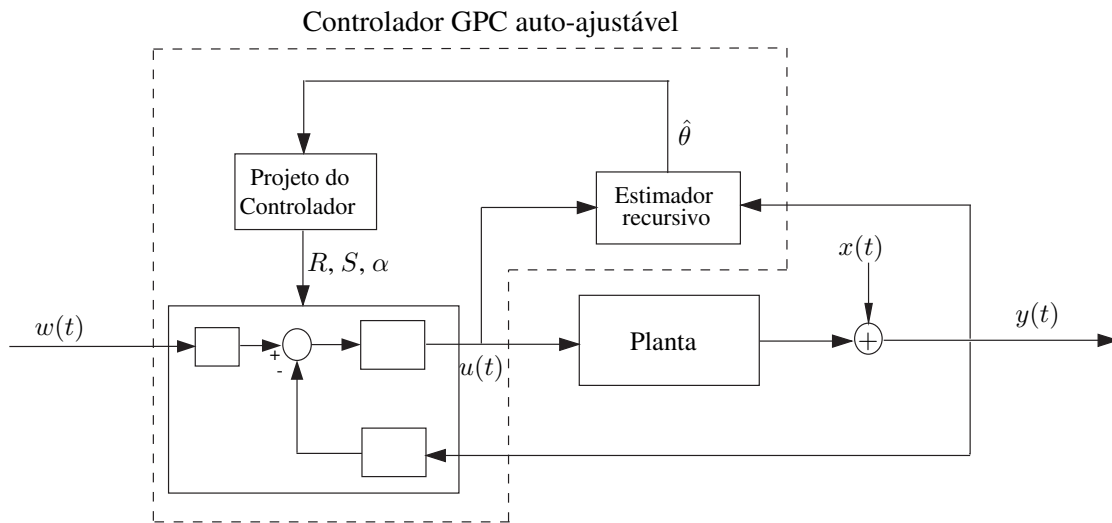 Controlador GPC auto-ajustável
θ̂
Projeto do
Controlador
Estimador
recursivo
R, S, α
x(t)
w(t)
y(t)
Planta
+
+
-
u(t)